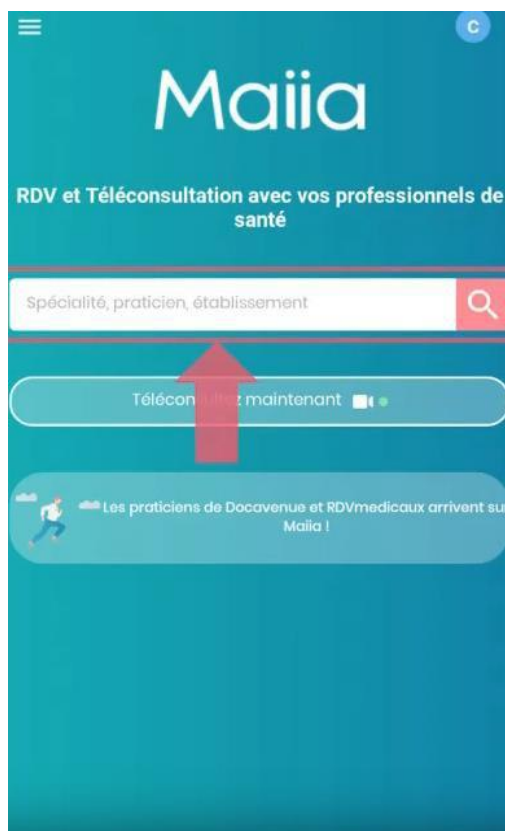 C
Maiia
RDV et Téléconsultation avec vos professionnels de
santé
Spécialité, praticien, établissement
Téléconsultez maintenant
Les praticiens de Docavenue et RDVmedicaux arrivent su
Maiia !